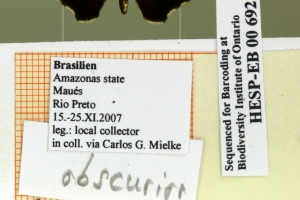 Brasilien
Amazonas state
Maués
Rio Preto
15.-25.XI.2007
leg.: local collector
in coll. via Carlos G. Mielke
Sequenced for Barcoding at
Biodiversity Institute of Ontario
HESP-EB 00 692